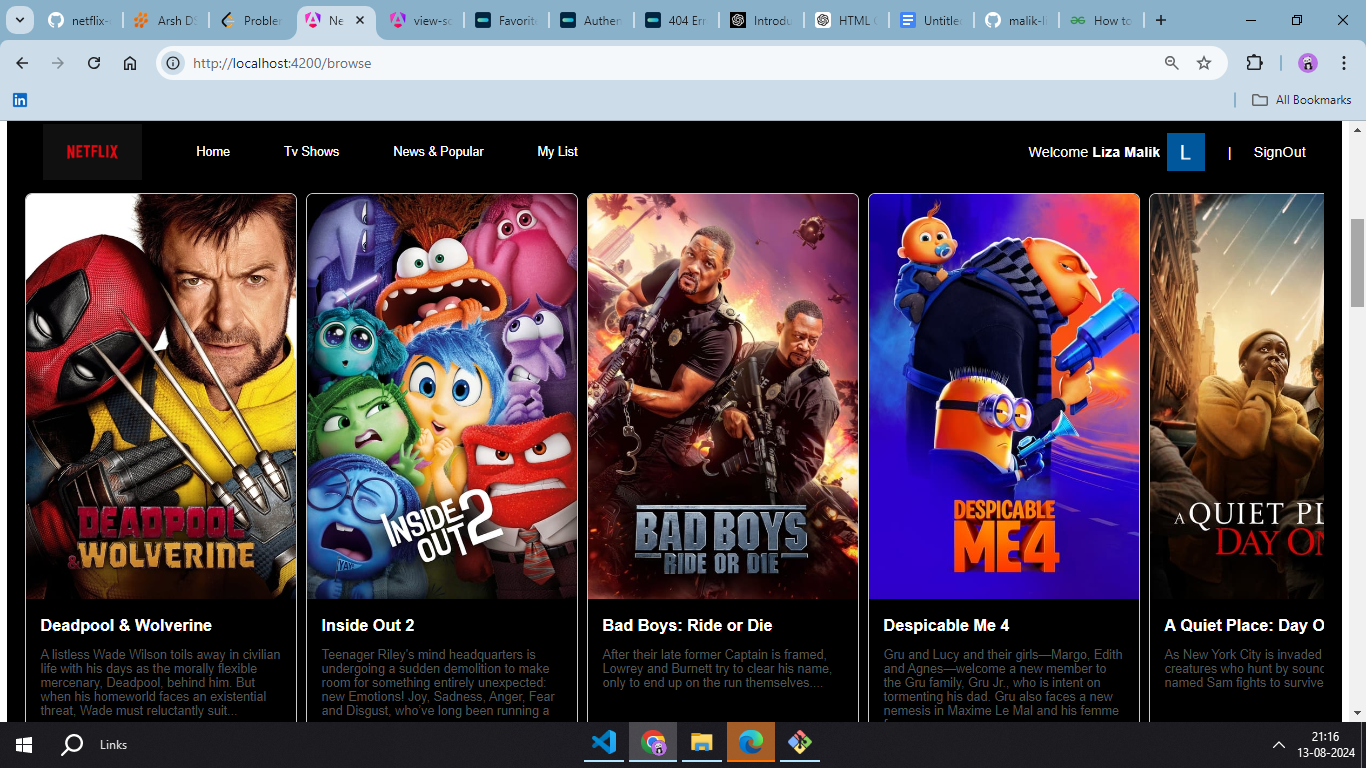 netflix-
Arsh DS
Problem
Ne
view-so
Favorite
Authen
404 Err
Introdu
HTML
Untitle
malik-l
How to
http://localhost:4200/browse
All Bookmarks
NETFLIX
Home
Tv Shows
News & Popular
My List
Welcome Liza Malik
L
|
SignOut
DEADPOOL
& WOLVERINE
INSIDE
OUT 2
BAD BOYS
RIDE OR DIE
DESPICABLE
ME 4
A QUIET PL
DAY ON
Deadpool & Wolverine
A listless Wade Wilson toils away in civilian
life with his days as the morally flexible
mercenary, Deadpool, behind him. But
when his homeworld faces an existential
threat, Wade must reluctantly suit...
Inside Out 2
Teenager Riley's mind headquarters is
undergoing a sudden demolition to make
room for something entirely unexpected:
new Emotions! Joy, Sadness, Anger, Fear
and Disgust, who've long been running a
Bad Boys: Ride or Die
After their late former Captain is framed,
Lowrey and Burnett try to clear his name,
only to end up on the run themselves....
Despicable Me 4
Gru and Lucy and their girls—Margo, Edith
and Agnes—welcome a new member to
the Gru family, Gru Jr., who is intent on
tormenting his dad. Gru also faces a new
nemesis in Maxime Le Mal and his femme
A Quiet Place: Day O
As New York City is invaded
creatures who hunt by sound
named Sam fights to survive
Links
21:16
13-08-2024